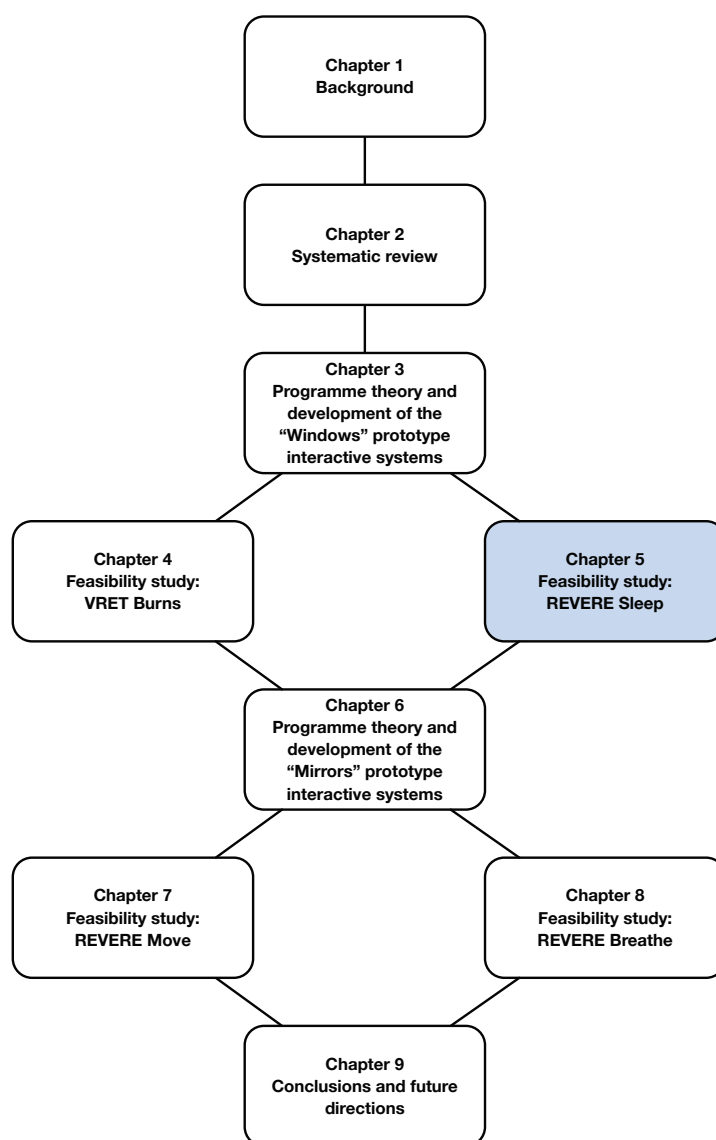 Chapter 1
Background
Chapter 2
Systematic review
Chapter 3
Programme theory and
development of the
“Windows” prototype
interactive systems
Chapter 4
Feasibility study:
VRET Burns
Chapter 5
Feasibility study:
REVERE Sleep
Chapter 6
Programme theory and
development of the
“Mirrors” prototype
interactive systems
Chapter 7
Feasibility study:
REVERE Move
Chapter 8
Feasibility study:
REVERE Breathe
Chapter 9
Conclusions and future
directions